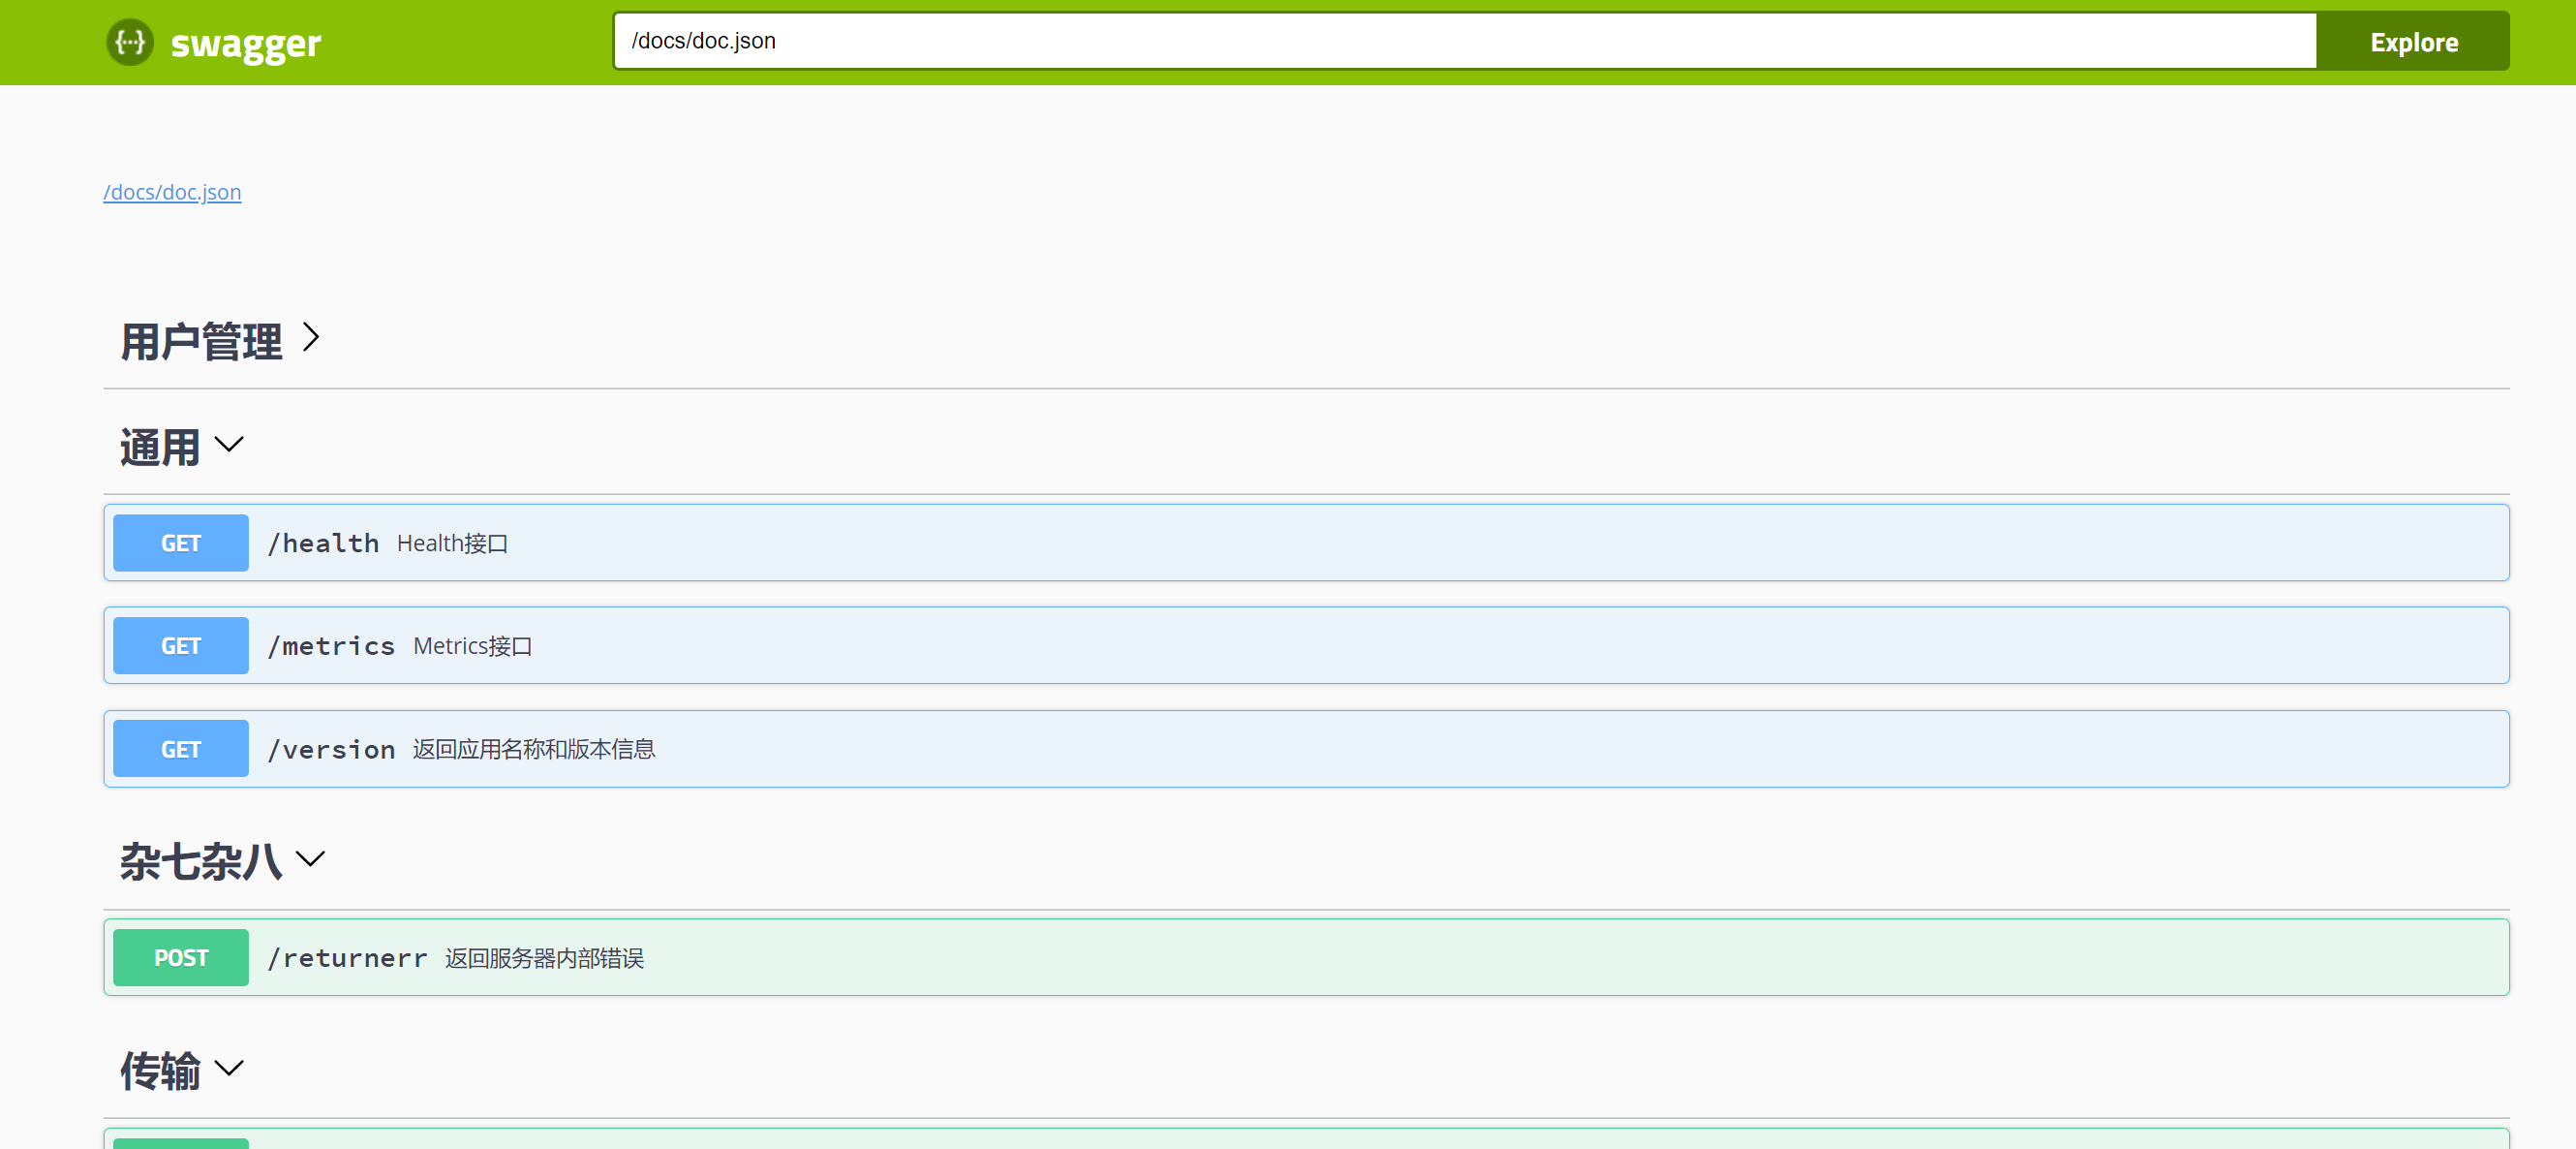 swagger
/docs/doc.json
Explore
/docs/doc.json
用户管理
通用
GET /health Health接口
GET /metrics Metrics接口
GET /version 返回应用名称和版本信息
杂七杂八
POST /returnerr 返回服务器内部错误
传输